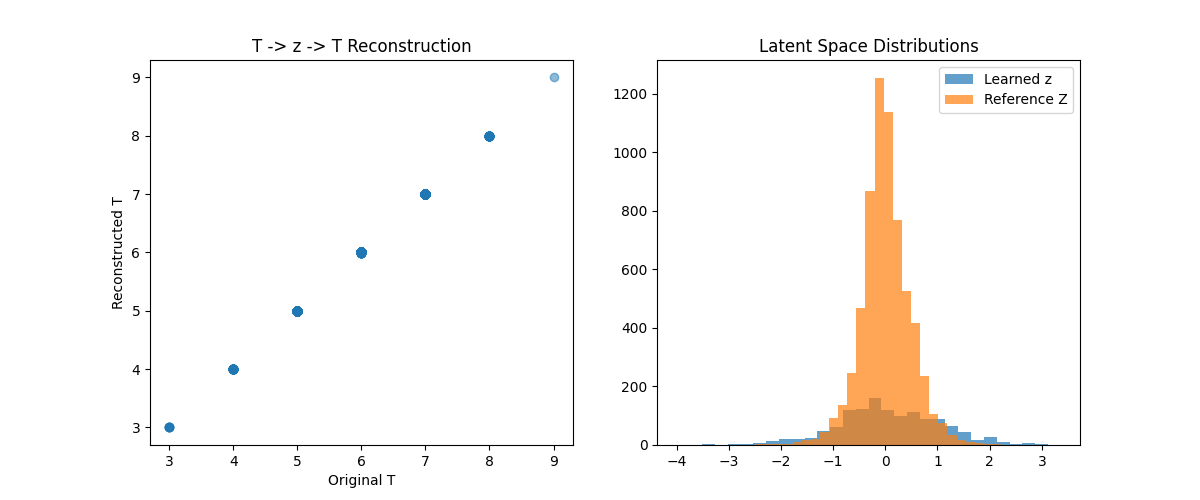 T -> z -> T Reconstruction
Reconstructed T
9
8
7
6
5
4
3
3 4 5 6 7 8 9
Original T
Latent Space Distributions
Learned z
Reference Z
1200
1000
800
600
400
200
0
−4 −3 −2 −1 0 1 2 3